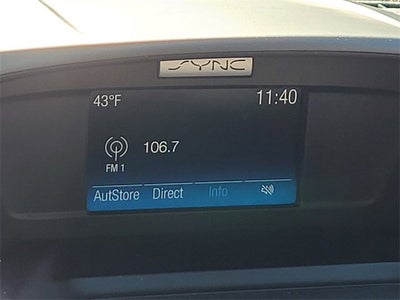 SYNC
43°F 11:40
106.7
FM 1
AutStore Direct Info